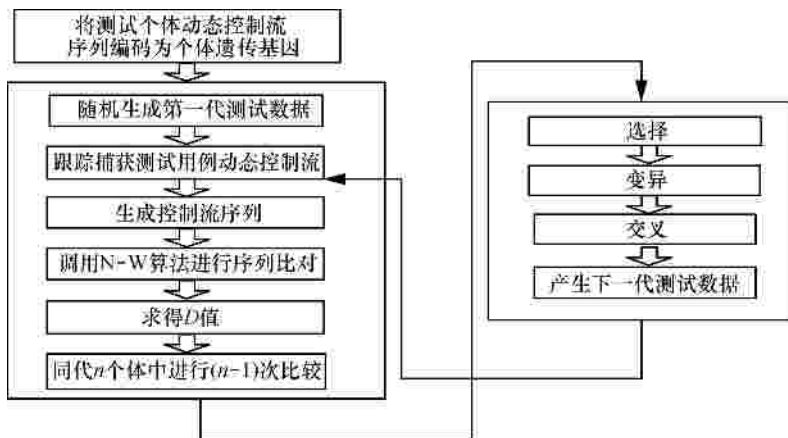 将测试个体动态控制流
序列编码为个体遗传基因
随机生成第一代测试数据
跟踪捕获测试用例动态控制流
生成控制流序列
调用N-W算法进行序列比对
求得D值
同代n个体中进行(n-1)次比较
选择
变异
交叉
产生下一代测试数据